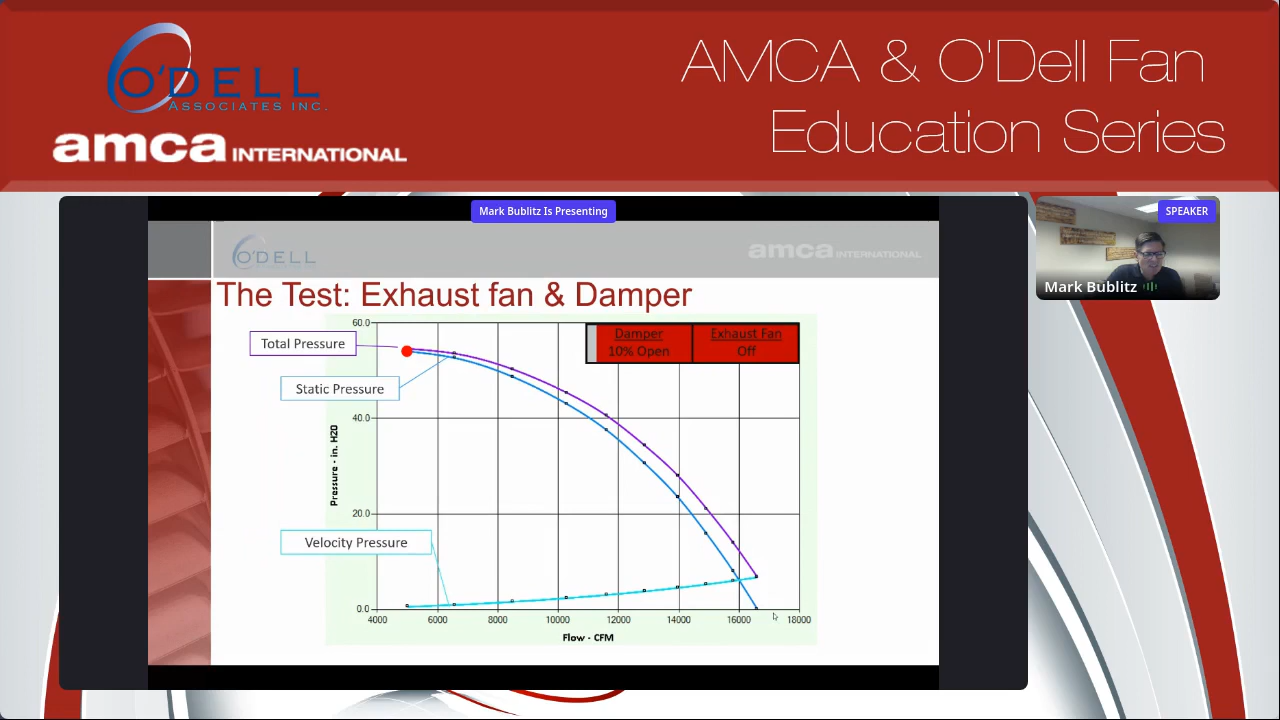 O'DELL
ASSOCIATES INC.
amca INTERNATIONAL
AMCA & O'Dell Fan
Education Series
Mark Bublitz Is Presenting
SPEAKER
Mark Bublitz
O'DELL
amca INTERNATIONAL
The Test: Exhaust fan & Damper
Total Pressure
Static Pressure
Velocity Pressure
Damper
10% Open
Exhaust Fan
Off
60.0
40.0
20.0
0.0
Pressure - in. H2O
4000 6000 8000 10000 12000 14000 16000 18000
Flow - CFM